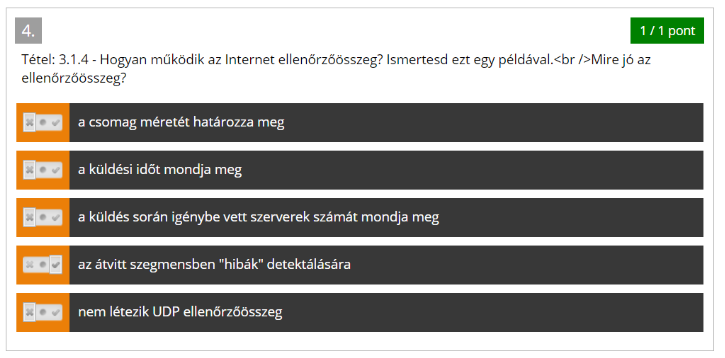 4.
1 / 1 pont
Tétel: 3.1.4 - Hogyan működik az Internet ellenőrzőösszeg? Ismertesd ezt egy példával.<br />Mire jó az
ellenőrzőösszeg?
a csomag méretét határozza meg
a küldési időt mondja meg
a küldés során igénybe vett szerverek számát mondja meg
az átvitt szegmensben "hibák" detektálására
nem létezik UDP ellenőrzőösszeg